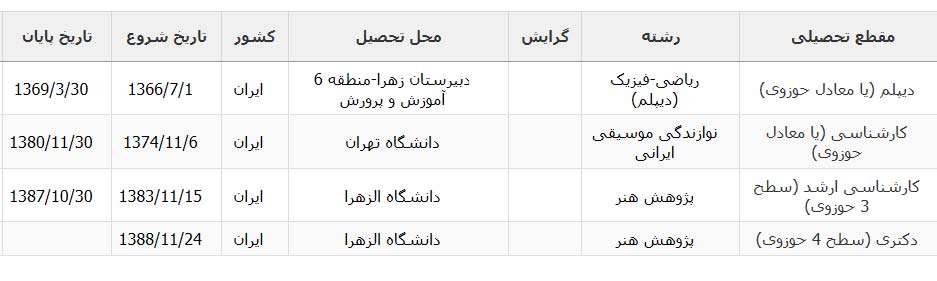 مقطع تحصیلی رشته گرایش محل تحصیل کشور تاریخ شروع تاریخ پایان
دیپلم (یا معادل حوزوی) ریاضی-فیزیک (دیپلم) دبیرستان زهرا-منطقه 6 آموزش و پرورش ایران 1366/7/1 1369/3/30
کارشناسی (یا معادل حوزوی) نوازندگی موسیقی ایرانی دانشگاه تهران ایران 1374/11/6 1380/11/30
کارشناسی ارشد (سطح 3 حوزوی) پژوهش هنر دانشگاه الزهرا ایران 1383/11/15 1387/10/30
دکتری (سطح 4 حوزوی) پژوهش هنر دانشگاه الزهرا ایران 1388/11/24